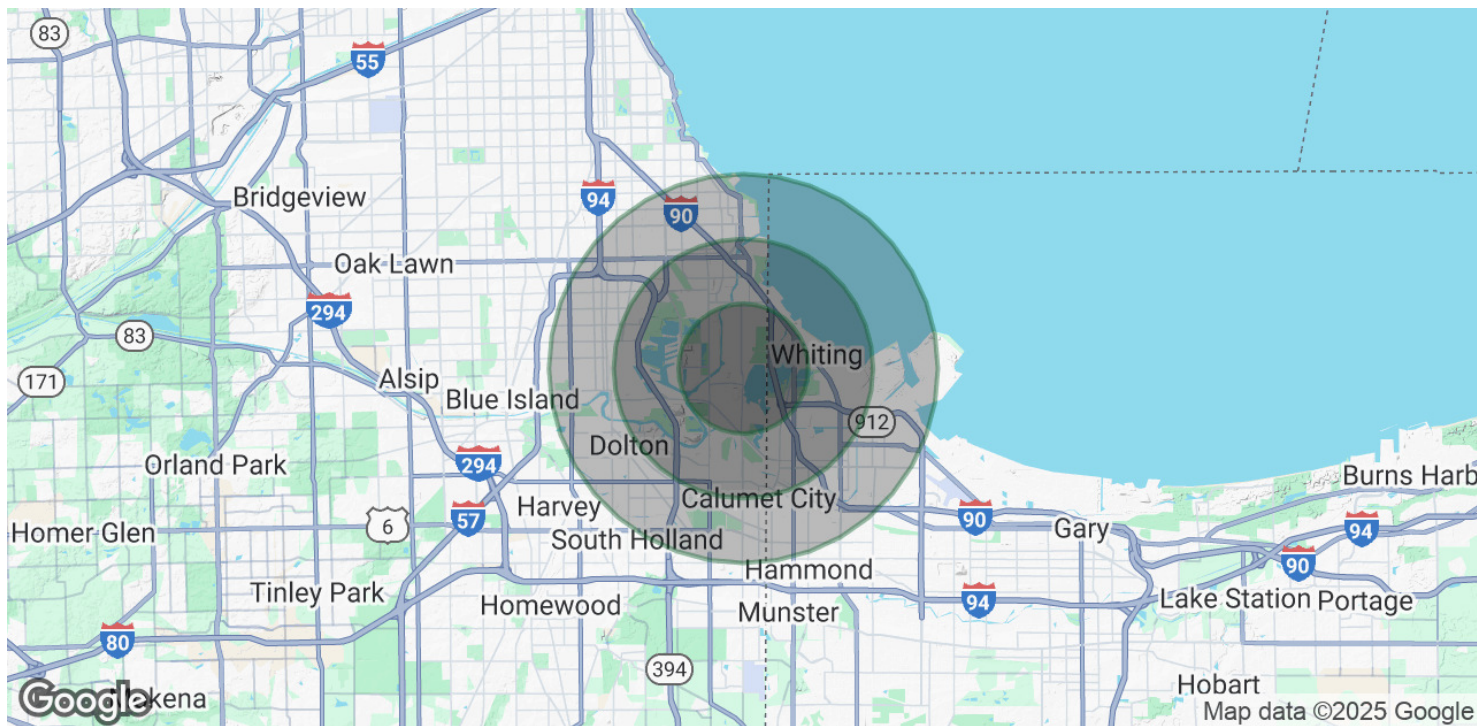 83
55
Bridgeview
94
90
Oak Lawn
294
83
Whiting
171
Alsip
Blue Island
912
Dolton
Orland Park
294
Burns Harb
Calumet City
Harvey
57
6
90
Gary
94
Homer Glen
South Holland
90
Hammond
Tinley Park
Homewood
94
Lake Station
Portage
Munster
80
394
Hobart
Google
kena
Map data ©2025 Google